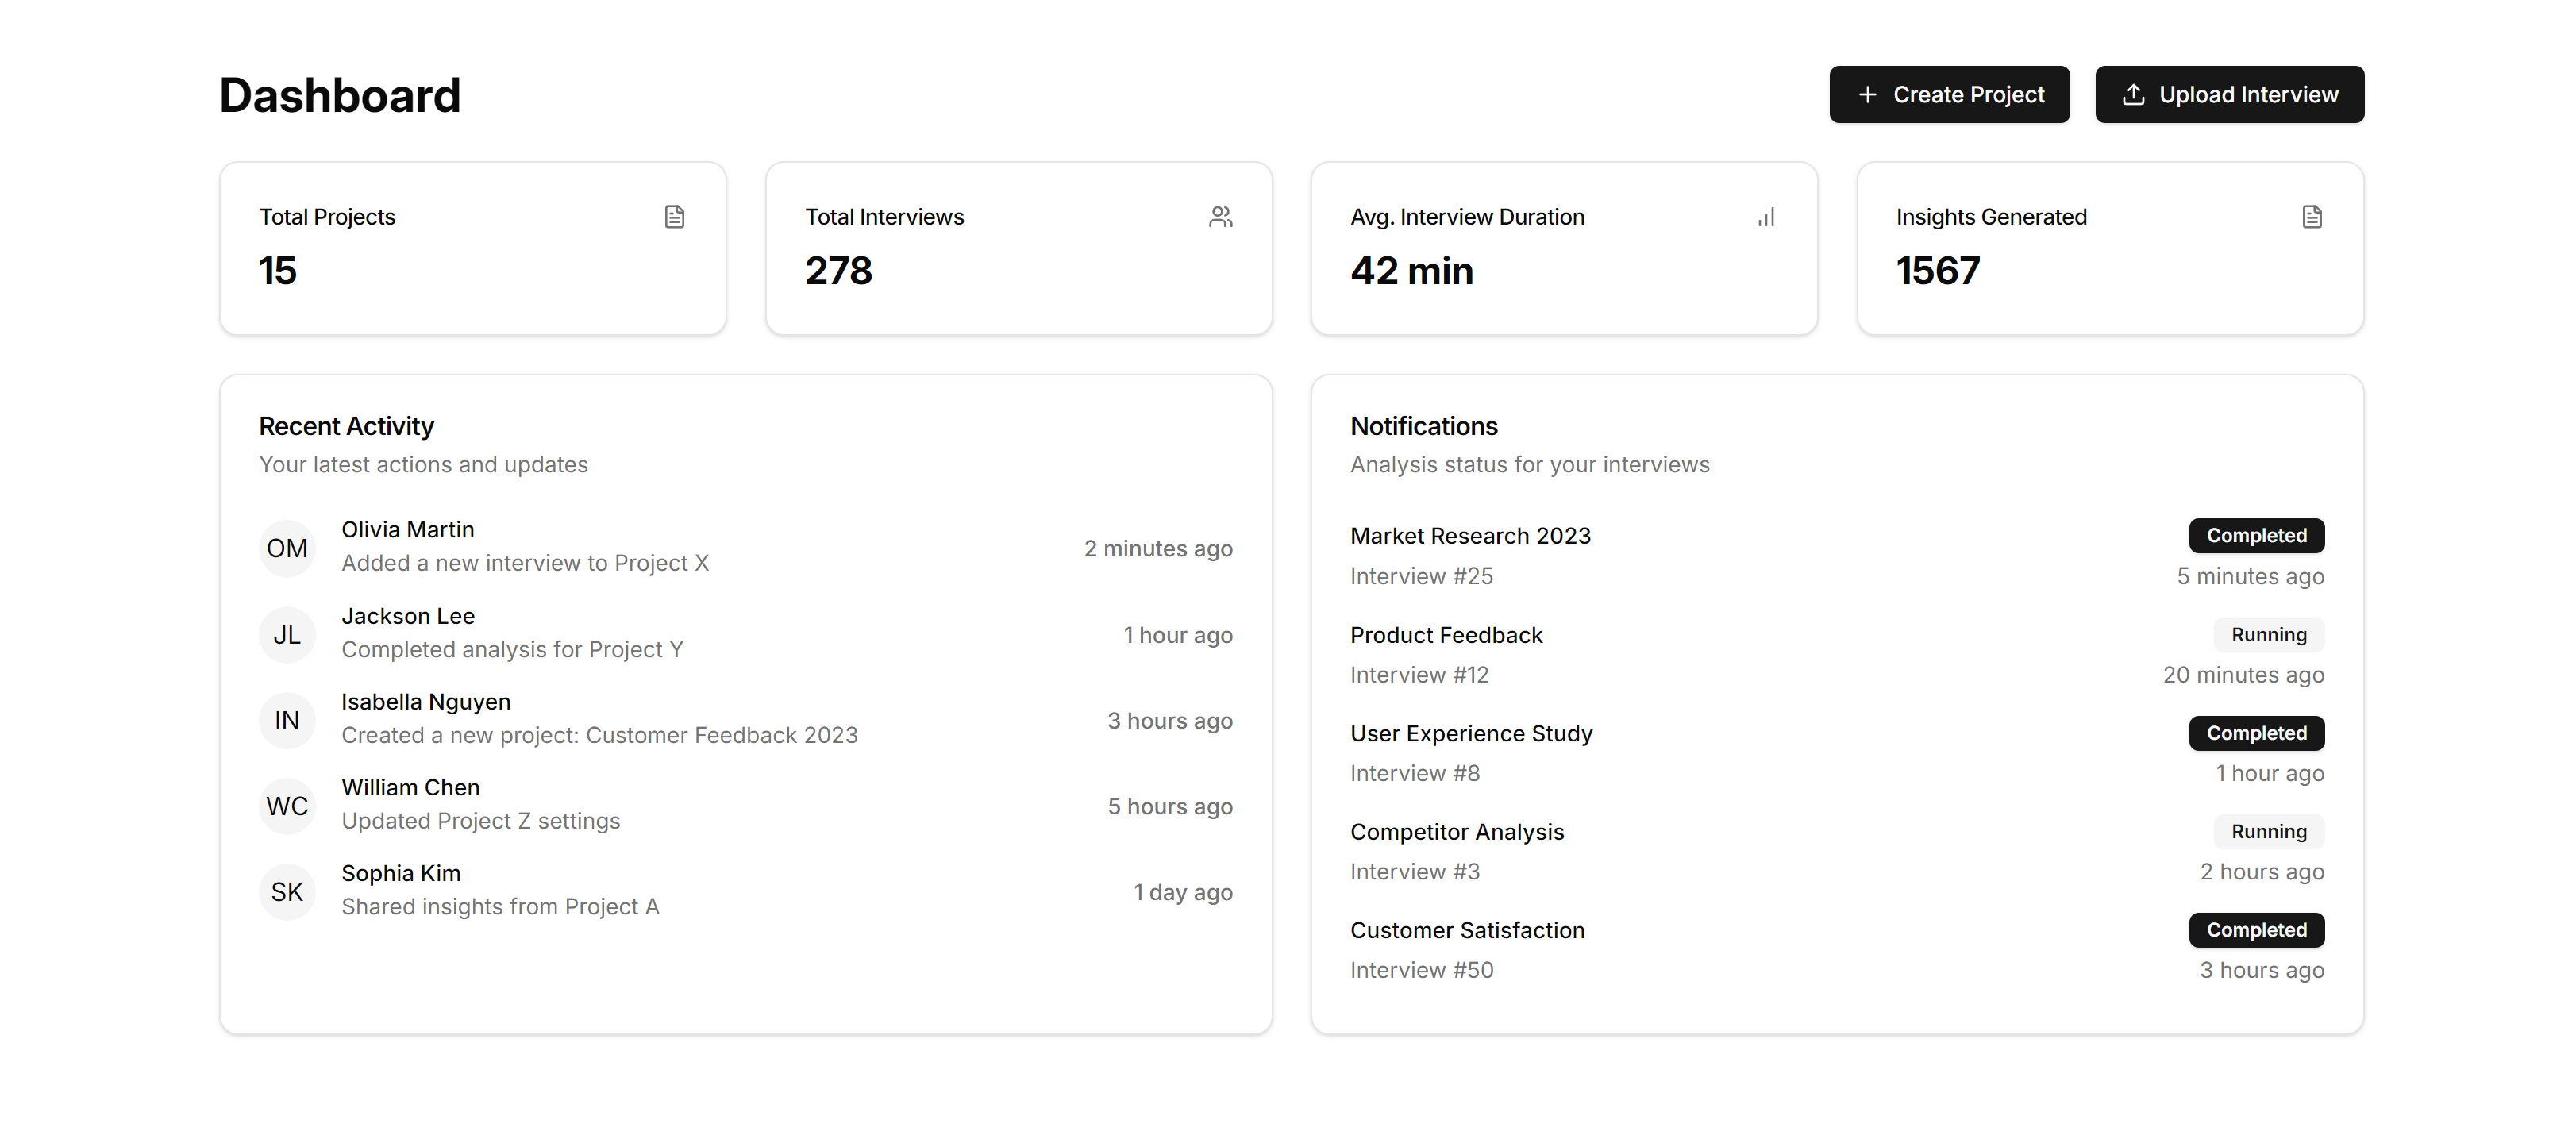 Dashboard
Create Project
Upload Interview
Total Projects
15
Total Interviews
278
Avg. Interview Duration
42 min
Insights Generated
1567
Recent Activity
Your latest actions and updates
OM
Olivia Martin
Added a new interview to Project X
2 minutes ago
JL
Jackson Lee
Completed analysis for Project Y
1 hour ago
IN
Isabella Nguyen
Created a new project: Customer Feedback 2023
3 hours ago
WC
William Chen
Updated Project Z settings
5 hours ago
SK
Sophia Kim
Shared insights from Project A
1 day ago
Notifications
Analysis status for your interviews
Market Research 2023
Completed
Interview #25
5 minutes ago
Product Feedback
Running
Interview #12
20 minutes ago
User Experience Study
Completed
Interview #8
1 hour ago
Competitor Analysis
Running
Interview #3
2 hours ago
Customer Satisfaction
Completed
Interview #50
3 hours ago